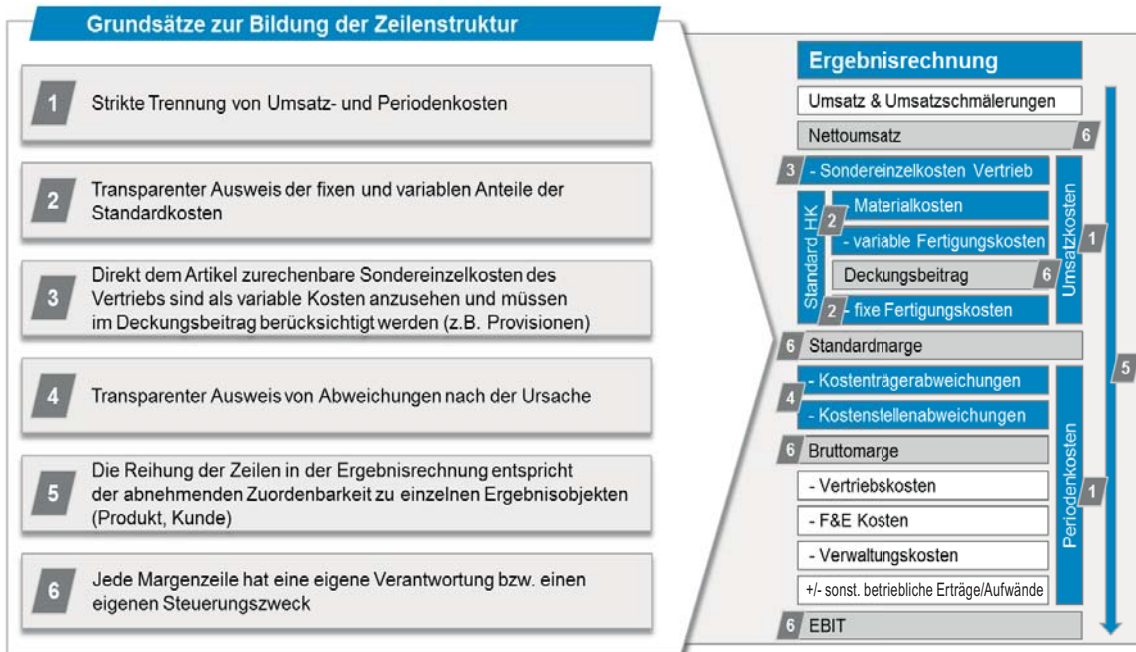 Grundsätze zur Bildung der Zeilenstruktur
1
Strikte Trennung von Umsatz- und Periodenkosten
2
Transparenter Ausweis der fixen und variablen Anteile der
Standardkosten
3
Direkt dem Artikel zurechenbare Sondereinzelkosten des
Vertriebs sind als variable Kosten anzusehen und müssen
im Deckungsbeitrag berücksichtigt werden (z.B. Provisionen)
4
Transparenter Ausweis von Abweichungen nach der Ursache
5
Die Reihung der Zeilen in der Ergebnisrechnung entspricht
der abnehmenden Zuordenbarkeit zu einzelnen Ergebnisobjekten
(Produkt, Kunde)
6
Jede Margenzeile hat eine eigene Verantwortung bzw. einen
eigenen Steuerungszweck
Ergebnisrechnung
Umsatz & Umsatzschmälerungen
Nettoumsatz
6
3
- Sondereinzelkosten Vertrieb
Standard HK
2
- Materialkosten
- variable Fertigungskosten
Deckungsbeitrag
6
2
- fixe Fertigungskosten
Umsatzkosten
1
6
Standardmarge
5
4
- Kostenträgerabweichungen
- Kostenstellenabweichungen
6
Bruttomarge
- Vertriebskosten
- F&E Kosten
- Verwaltungskosten
+/- sonst. betriebliche Erträge/Aufwände
Periodenkosten
1
6
EBIT